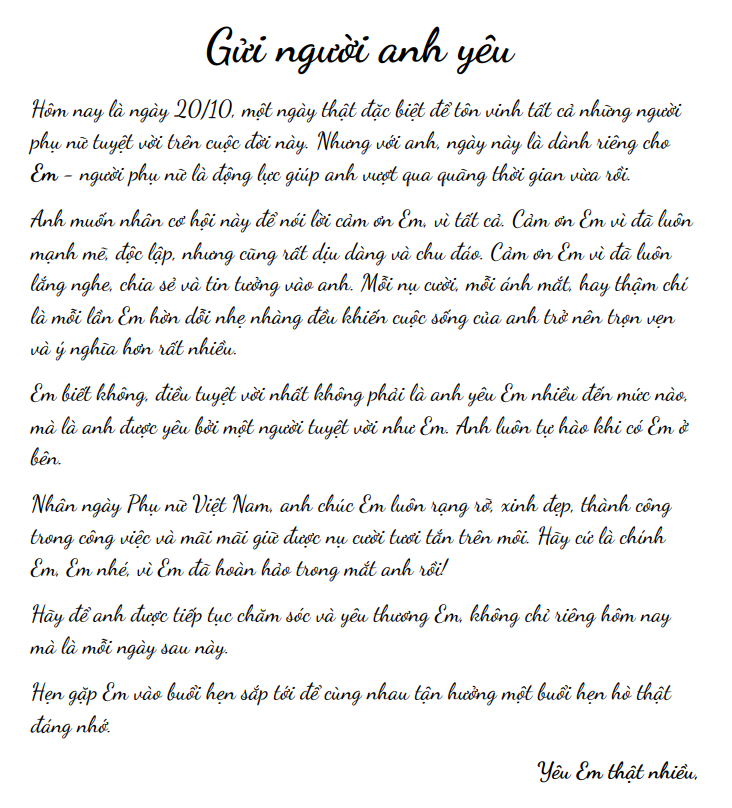 Gửi người anh yêu
Hôm nay là ngày 20/10, một ngày thật đặc biệt để tôn vinh tất cả những người
phụ nữ tuyệt vời trên cuộc đời này. Nhưng với anh, ngày này là dành riêng cho
Em - người phụ nữ là động lực giúp anh vượt qua quãng thời gian vừa rồi.
Anh muốn nhân cơ hội này để nói lời cảm ơn Em, vì tất cả. Cảm ơn Em vì đã luôn
mạnh mẽ, độc lập, nhưng cũng rất dịu dàng và chu đáo. Cảm ơn Em vì đã luôn
lắng nghe, chia sẻ và tin tưởng vào anh. Mỗi nụ cười, mỗi ánh mắt, hay thậm chí
là mỗi lần Em hờn dỗi nhẹ nhàng đều khiến cuộc sống của anh trở nên trọn vẹn
và ý nghĩa hơn rất nhiều.
Em biết không, điều tuyệt vời nhất không phải là anh yêu Em nhiều đến mức nào,
mà là anh được yêu bởi một người tuyệt vời như Em. Anh luôn tự hào khi có Em ở
bên.
Nhân ngày Phụ nữ Việt Nam, anh chúc Em luôn rạng rỡ, xinh đẹp, thành công
trong công việc và mãi mãi giữ được nụ cười tươi tắn trên môi. Hãy cứ là chính
Em, Em nhé, vì Em đã hoàn hảo trong mắt anh rồi!
Hãy để anh được tiếp tục chăm sóc và yêu thương Em, không chỉ riêng hôm nay
mà là mỗi ngày sau này.
Hẹn gặp Em vào buổi hẹn sắp tới để cùng nhau tận hưởng một buổi hẹn hò thật
đáng nhớ.
Yêu Em thật nhiều,